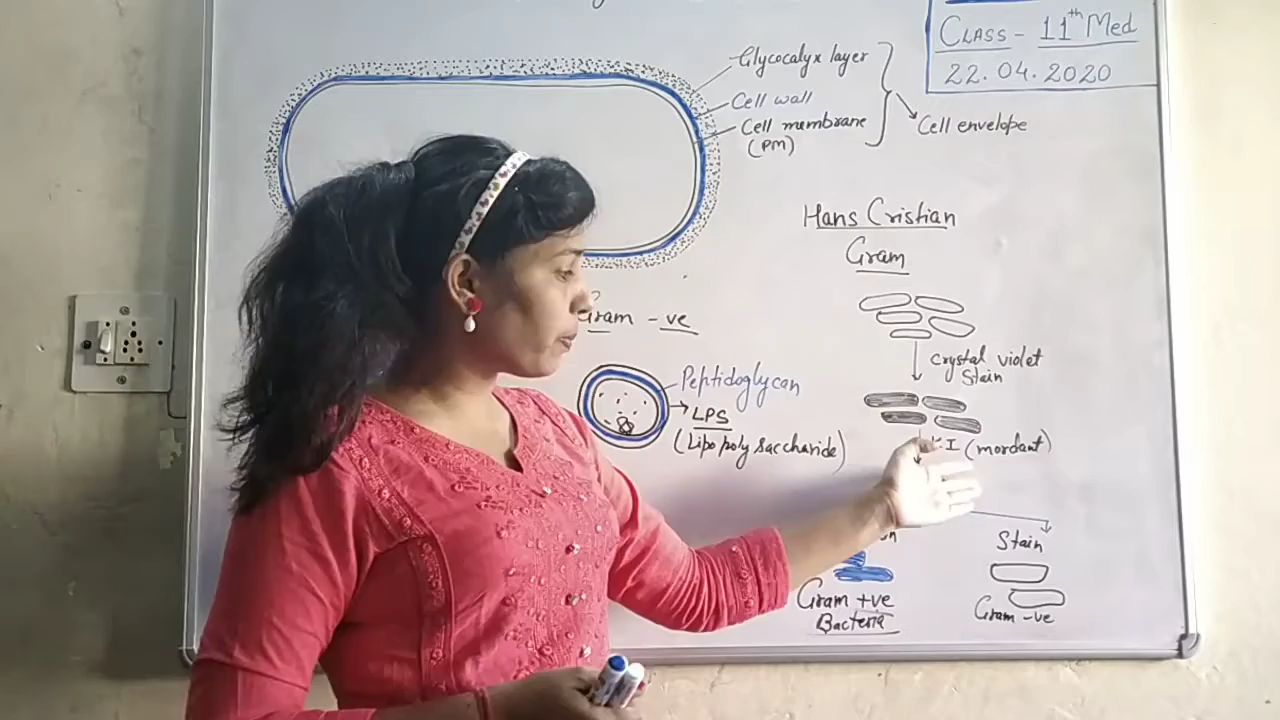 CLASS - 11th Med
22.04.2020
Glycocalyx layer
Cell wall
Cell membrane
(PM)
Cell envelope
Hans Cristian
Gram
Crystal violet
Stain
I (mordant)
Gram -ve
Peptidoglycan
LPS
(Lipo poly saccharide)
Stain
Gram +ve
Bacteria
Gram -ve